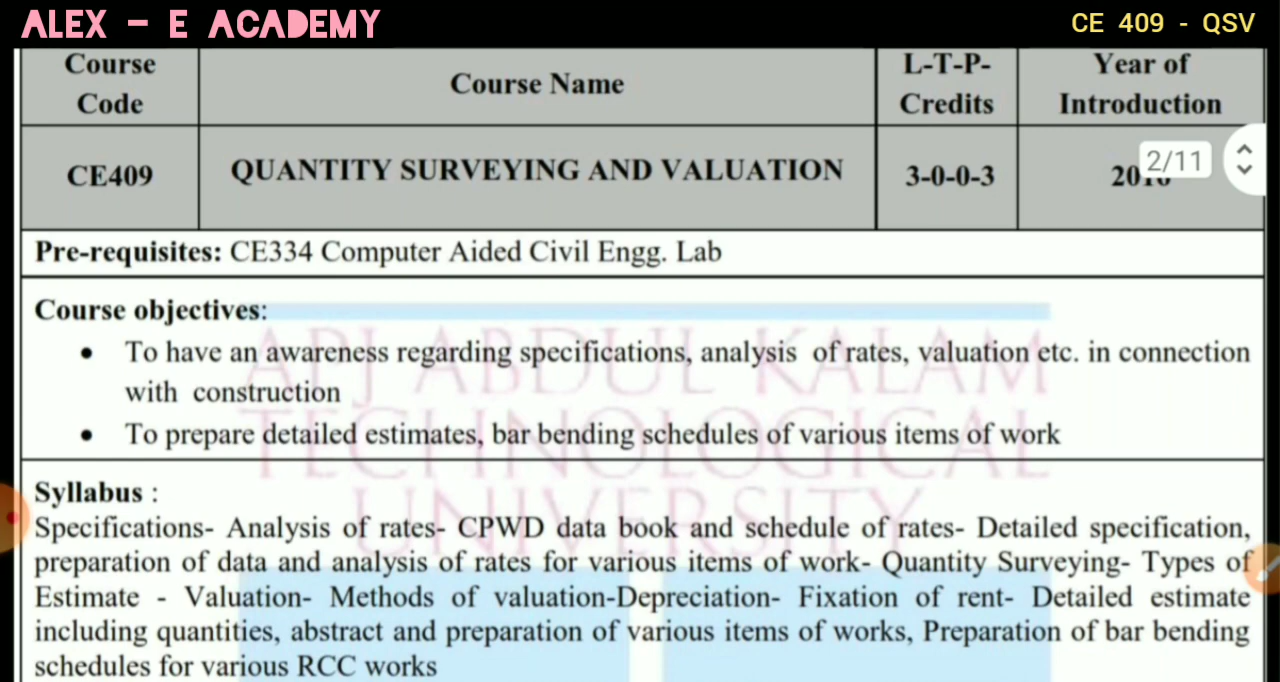 ALEX - E ACADEMY
CE 409 - QSV
Course Code
Course Name
L-T-P-Credits
Year of Introduction
CE409
QUANTITY SURVEYING AND VALUATION
3-0-0-3
2/11
Pre-requisites: CE334 Computer Aided Civil Engg. Lab
Course objectives:
• To have an awareness regarding specifications, analysis of rates, valuation etc. in connection
with construction
• To prepare detailed estimates, bar bending schedules of various items of work
APJ ABDUL KALAM
TECHNOLOGICAL
UNIVERSITY
Syllabus :
Specifications- Analysis of rates- CPWD data book and schedule of rates- Detailed specification,
preparation of data and analysis of rates for various items of work- Quantity Surveying- Types of
Estimate - Valuation- Methods of valuation-Depreciation- Fixation of rent- Detailed estimate
including quantities, abstract and preparation of various items of works, Preparation of bar bending
schedules for various RCC works